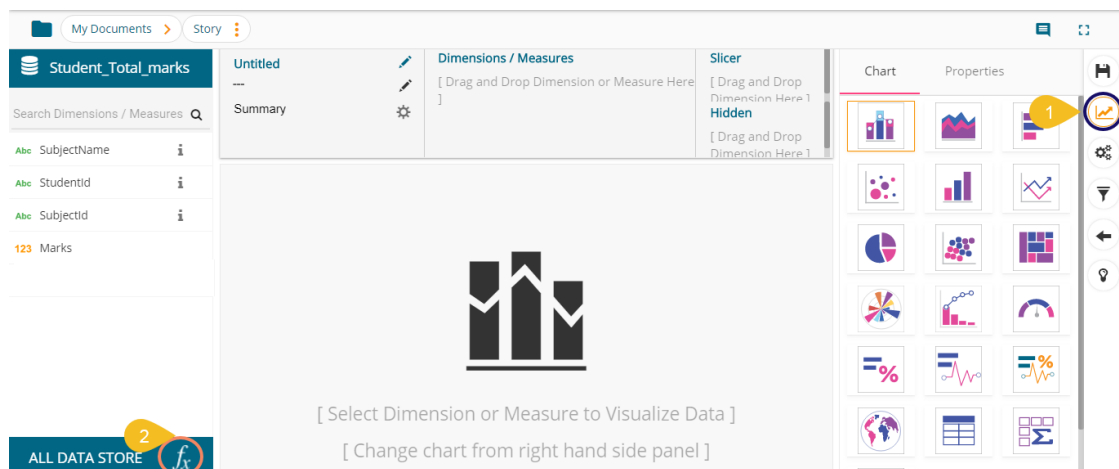 My Documents > Story
Student_Total_marks
Search Dimensions / Measures
Abc SubjectName i
Abc StudentId i
Abc SubjectId i
123 Marks
2
ALL DATA STORE fx
Untitled
---
Summary
Dimensions / Measures
[ Drag and Drop Dimension or Measure Here
]
Slicer
[ Drag and Drop
Dimension Here ]
Hidden
[ Drag and Drop
Dimension Here ]
[ Select Dimension or Measure to Visualize Data ]
[ Change chart from right hand side panel ]
Chart Properties
1
%
%
Σ